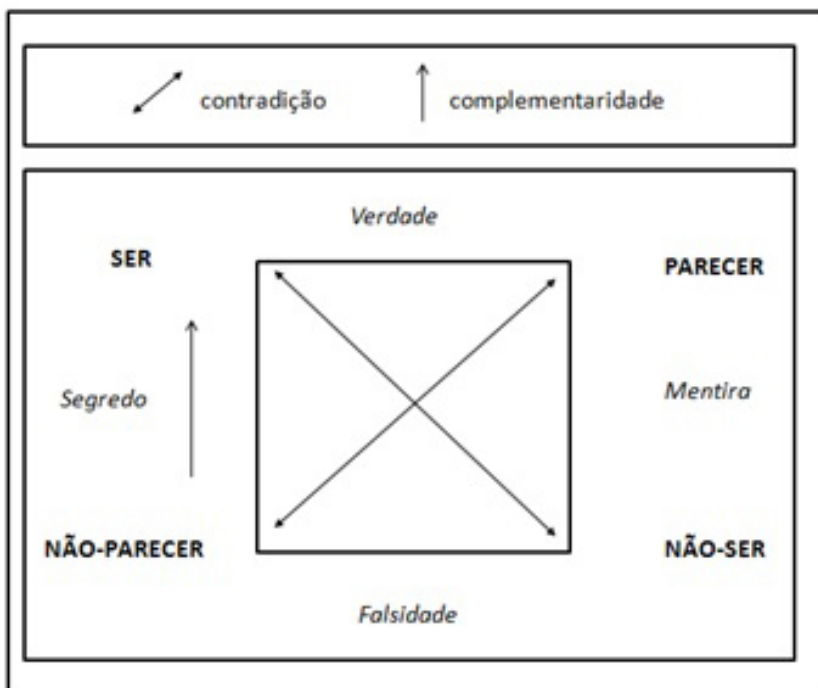 contradição complementaridade
Verdade
SER PARECER
Segredo Mentira
NÃO-PARECER NÃO-SER
Falsidade